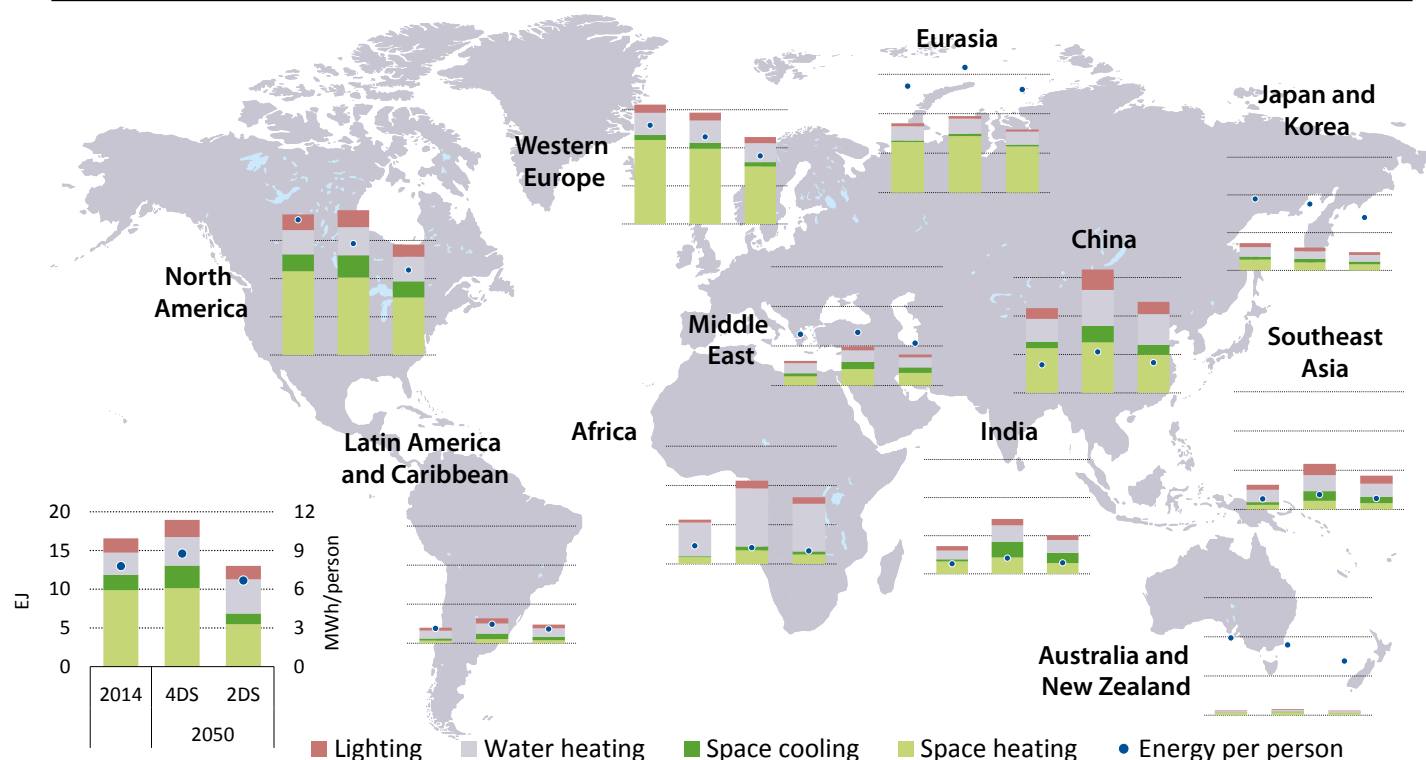 Eurasia
Japan and
Korea
Western
Europe
China
North
America
Middle
East
Southeast
Asia
Latin America
and Caribbean
Africa
India
Australia and
New Zealand
20
15
10
5
0
EJ
12
9
6
3
0
MWh/person
2014
4DS
2DS
2050
Lighting
Water heating
Space cooling
Space heating
Energy per person